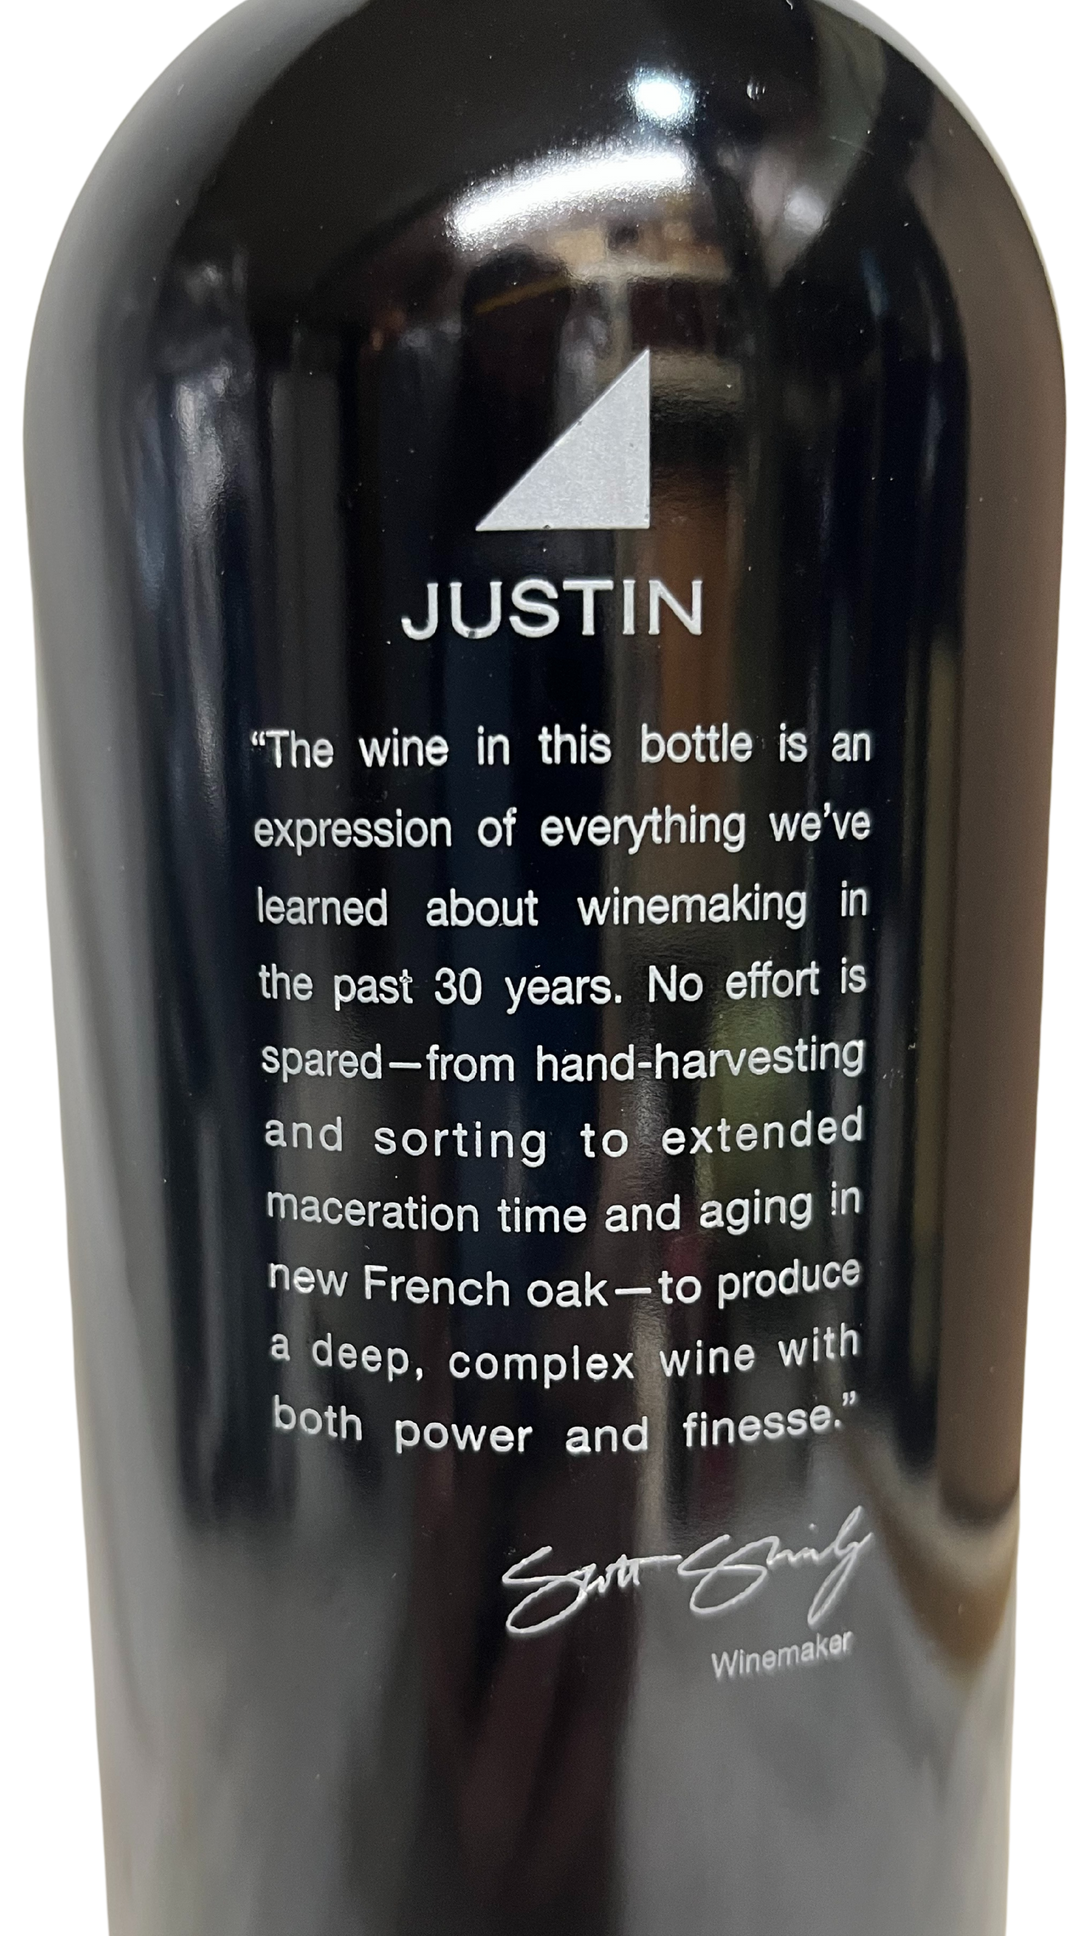 JUSTIN
“The wine in this bottle is an
expression of everything we’ve
learned about winemaking in
the past 30 years. No effort is
spared—from hand-harvesting
and sorting to extended
maceration time and aging in
new French oak—to produce
a deep, complex wine with
both power and finesse.”
Scott Shirley
Winemaker